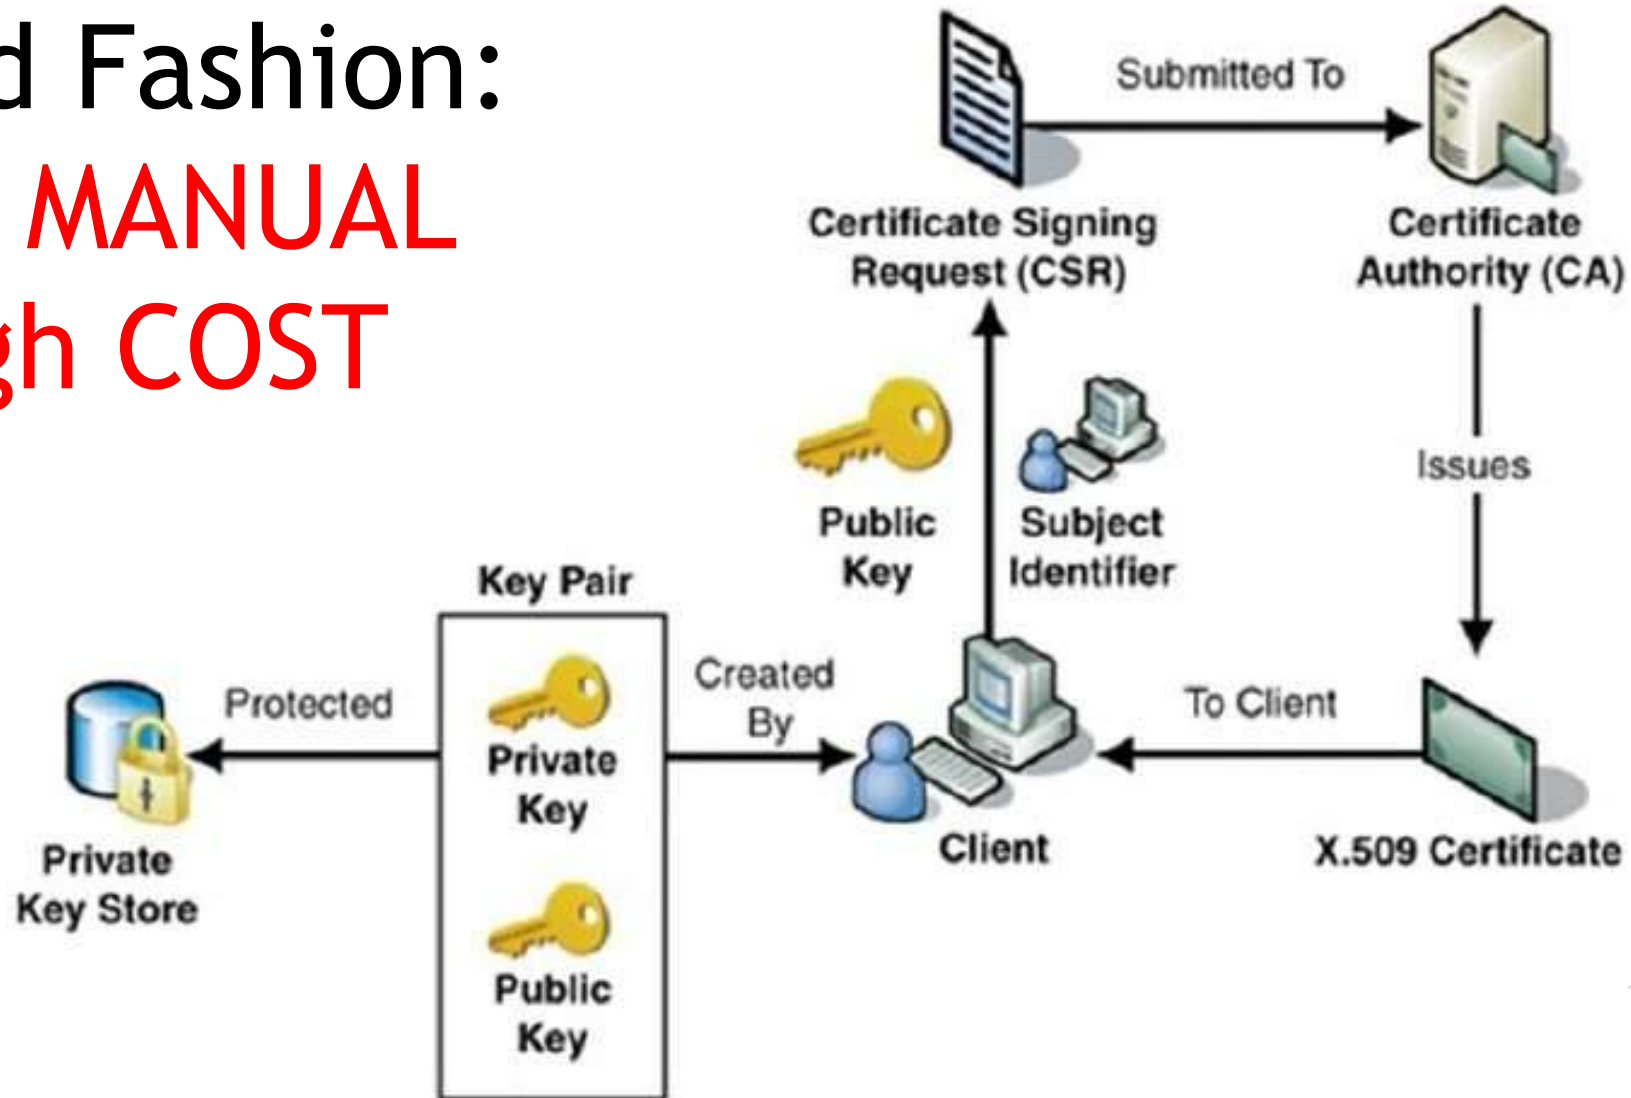 d Fashion:
MANUAL
gh COST
Submitted To
Certificate Signing
Request (CSR)
Certificate
Authority (CA)
Issues
Public
Key
Subject
Identifier
Key Pair
Protected
Private
Key
Created
By
To Client
Private
Key Store
Client
X.509 Certificate
Public
Key